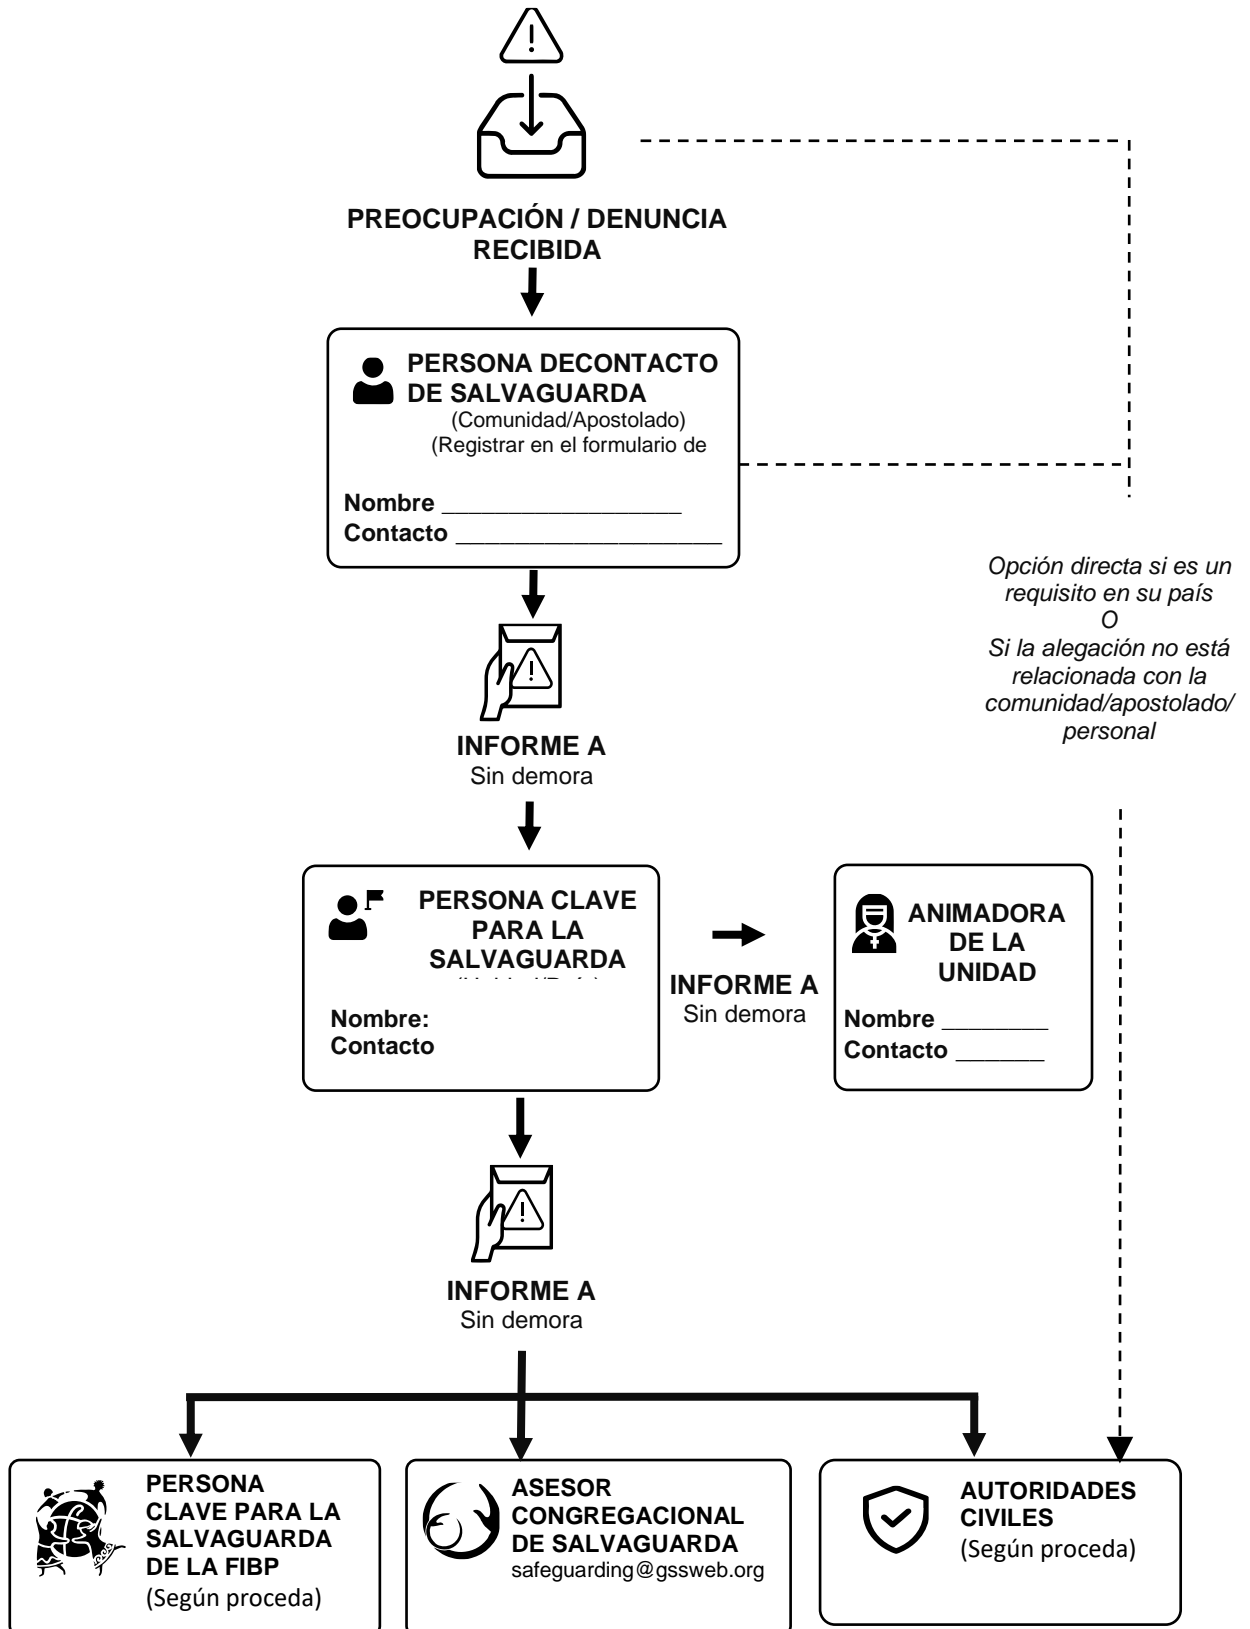 PREOCUPACIÓN / DENUNCIA
RECIBIDA
PERSONA DECONTACTO
DE SALVAGUARDA
(Comunidad/Apostolado)
(Registrar en el formulario de
Nombre __________________
Contacto ____________________
Opción directa si es un
requisito en su país
O
Si la alegación no está
relacionada con la
comunidad/apostolado/
personal
INFORME A
Sin demora
PERSONA CLAVE
PARA LA
SALVAGUARDA
Nombre:
Contacto
INFORME A
Sin demora
ANIMADORA
DE LA
UNIDAD
Nombre ________
Contacto ______
INFORME A
Sin demora
PERSONA
CLAVE PARA LA
SALVAGUARDA
DE LA FIBP
(Según proceda)
ASESOR
CONGREGACIONAL
DE SALVAGUARDA
safeguarding@gssweb.org
AUTORIDADES
CIVILES
(Según proceda)